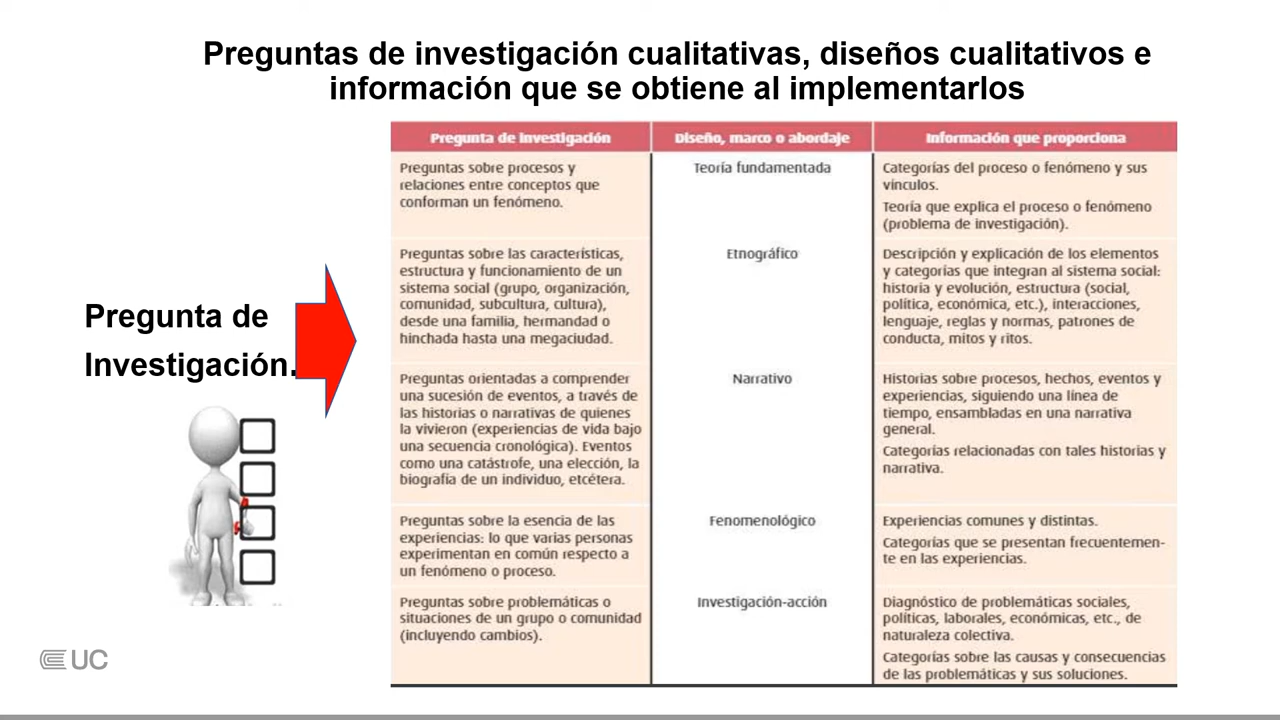 Preguntas de investigación cualitativas, diseños cualitativos e
información que se obtiene al implementarlos
Pregunta de
Investigación.
Pregunta de investigación
Diseño, marco o abordaje
Información que proporciona
Preguntas sobre procesos y
relaciones entre conceptos que
conforman un fenómeno.
Teoría fundamentada
Categorías del proceso o fenómeno y sus
vínculos.
Teoría que explica el proceso o fenómeno
(problema de investigación).
Preguntas sobre las características,
estructura y funcionamiento de un
sistema social (grupo, organización,
comunidad, subcultura, cultura),
desde una familia, hermandad o
hinchada hasta una megaciudad.
Etnográfico
Descripción y explicación de los elementos
y categorías que integran al sistema social:
historia y evolución, estructura (social,
política, económica, etc.), interacciones,
lenguaje, reglas y normas, patrones de
conducta, mitos y ritos.
Preguntas orientadas a comprender
una sucesión de eventos, a través de
las historias o narrativas de quienes
la vivieron (experiencias de vida bajo
una secuencia cronológica). Eventos
como una catástrofe, una elección, la
biografía de un individuo, etcétera.
Narrativo
Historias sobre procesos, hechos, eventos y
experiencias, siguiendo una línea de
tiempo, ensambladas en una narrativa
general.
Categorías relacionadas con tales historias y
narrativa.
Preguntas sobre la esencia de las
experiencias: lo que varias personas
experimentan en común respecto a
un fenómeno o proceso.
Fenomenológico
Experiencias comunes y distintas.
Categorías que se presentan frecuentemen-
te en las experiencias.
Preguntas sobre problemáticas o
situaciones de un grupo o comunidad
(incluyendo cambios).
Investigación-acción
Diagnóstico de problemáticas sociales,
políticas, laborales, económicas, etc., de
naturaleza colectiva.
Categorías sobre las causas y consecuencias
de las problemáticas y sus soluciones.
UC